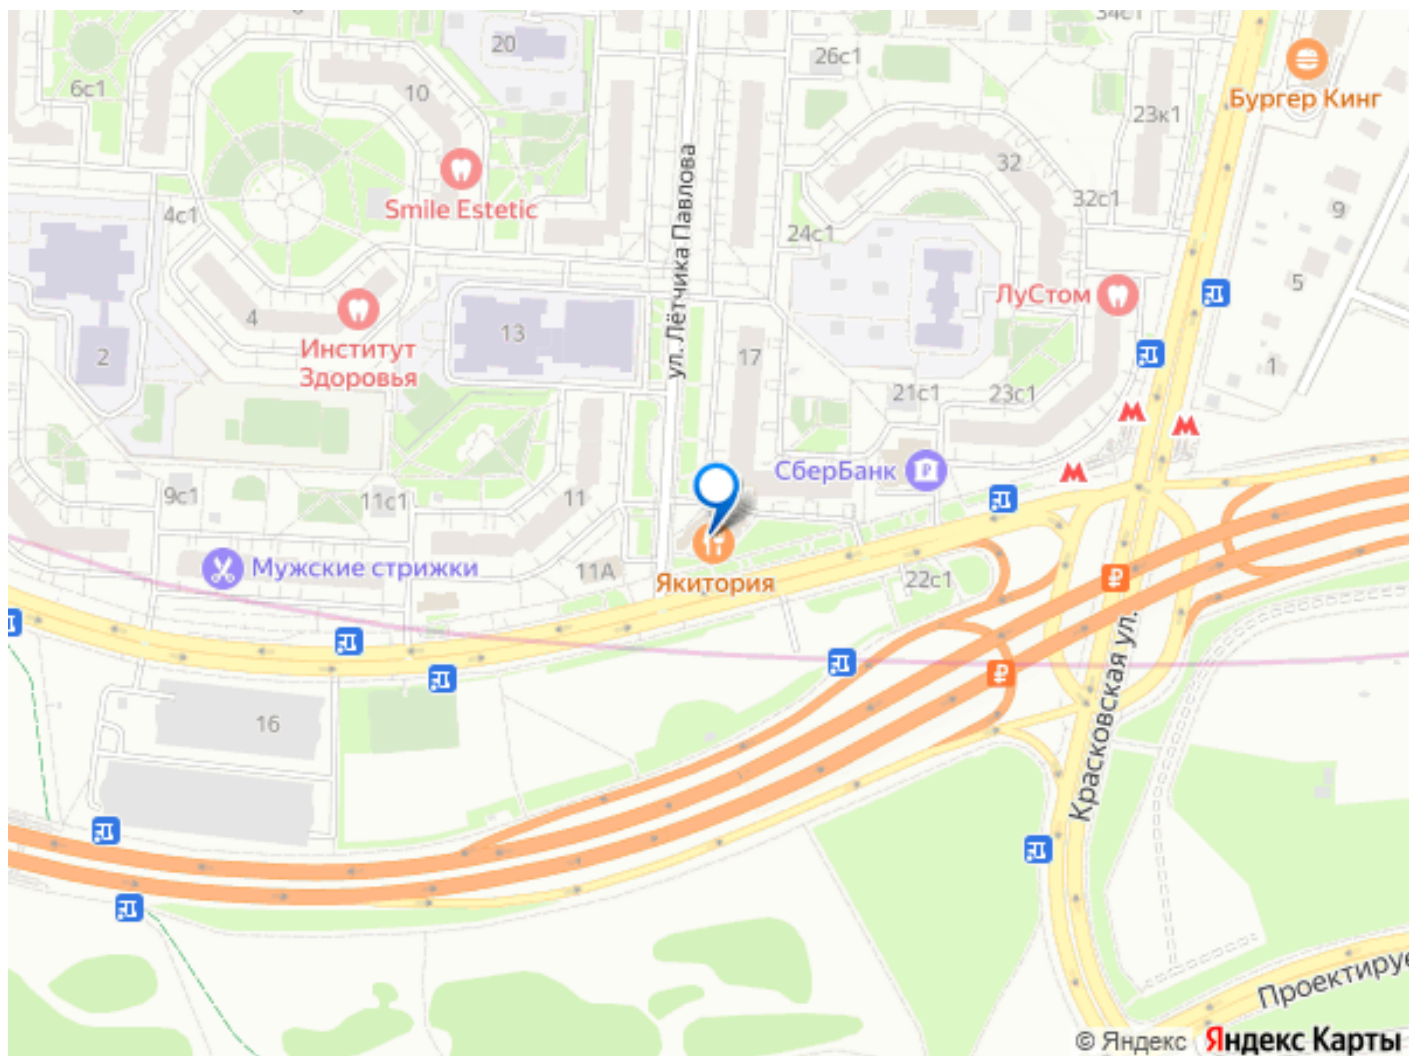 34с1
20
26с1
Бургер Кинг
6с1
10
23к1
Smile Estetic
ул. Лётчика Павлова
32
32с1
9
4с1
24с1
5
ЛуСтом
4
13
2
Институт
Здоровья
17
1
21с1
23с1
СберБанк
9с1
11с1
11
Мужские стрижки
11А
Якитория
22с1
Красковская ул.
16
Проектируе
© Яндекс
Яндекс Карты